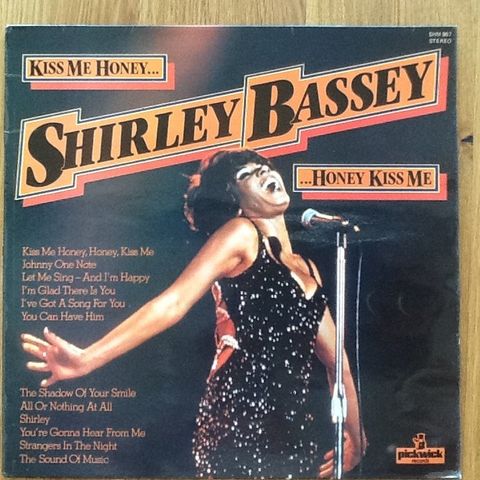 SHM 967
STEREO
KISS ME HONEY...
SHIRLEY BASSEY
...HONEY KISS ME
Kiss Me Honey, Honey, Kiss Me
Johnny One Note
Let Me Sing – And I'm Happy
I'm Glad There Is You
I've Got A Song For You
You Can Have Him
The Shadow Of Your Smile
All Or Nothing At All
Shirley
You're Gonna Hear From Me
Strangers In The Night
The Sound Of Music
pickwick
records